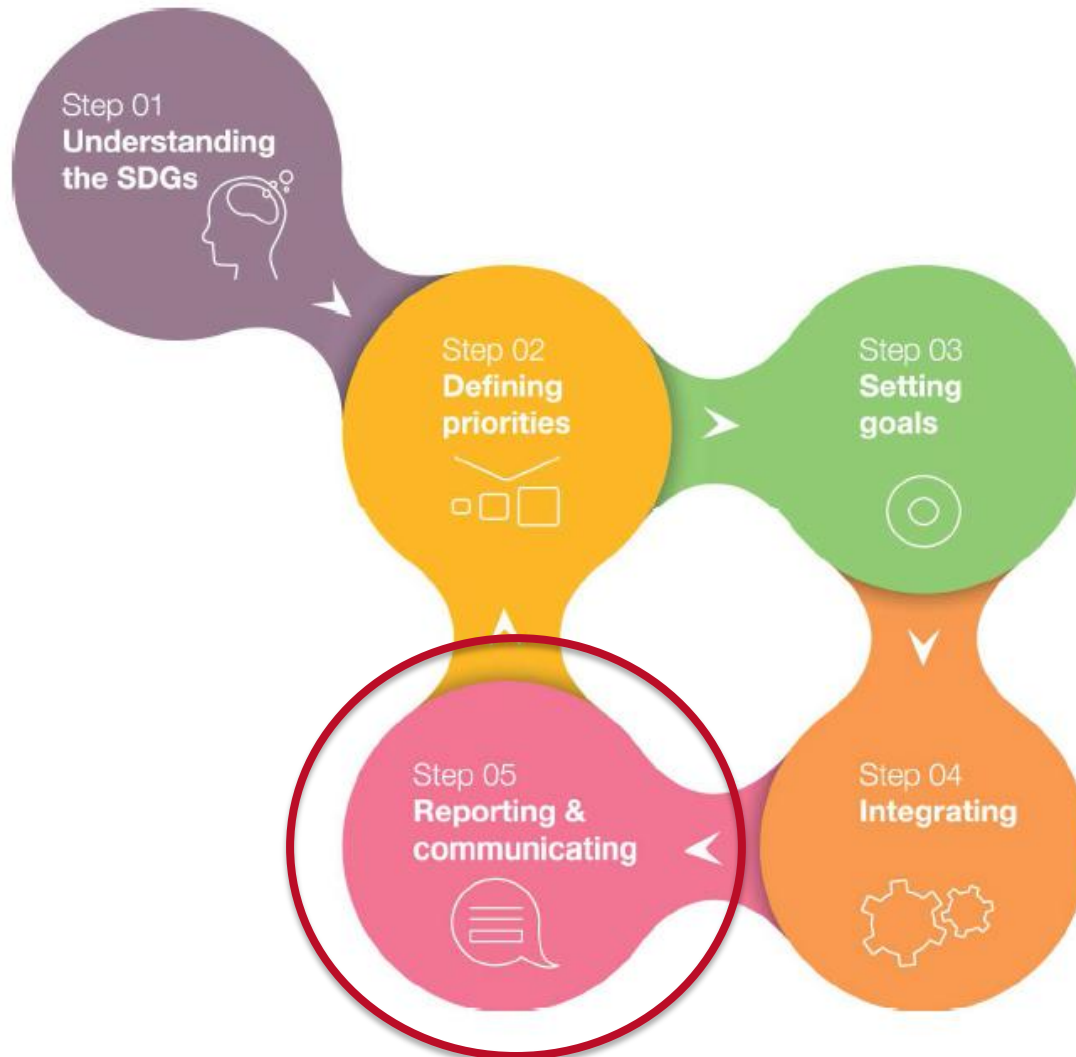 Step 01
Understanding
the SDGs
Step 02
Defining
priorities
Step 03
Setting
goals
Step 04
Integrating
Step 05
Reporting &
communicating